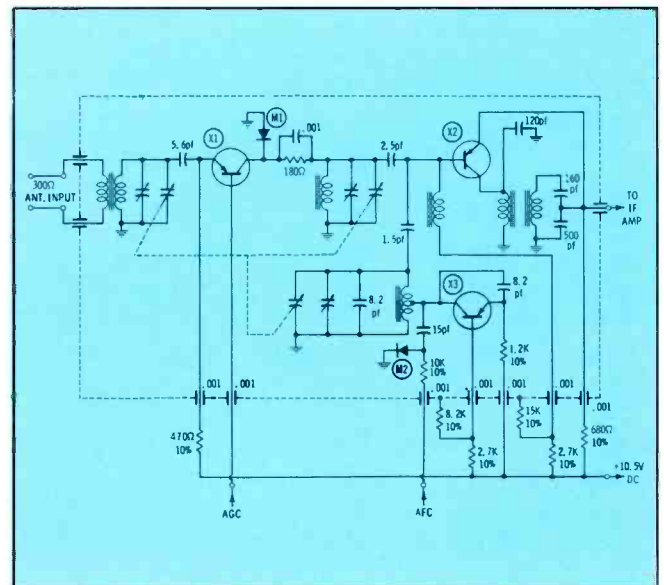 M1
X1
X2
5.6pf
.001
2.5pf
120pf
180Ω
300Ω
ANT. INPUT
160
pf
500
pf
TO
IF
AMP
1.5pf
8.2
pf
X3
8.2
pf
15pf
M2
10K
10%
1.2K
10%
.001
.001
.001
.001
.001
.001
.001
8.2K
10%
15K
10%
470Ω
10%
2.7K
10%
2.7K
10%
680Ω
10%
+10.5V
DC
AGC
AFC